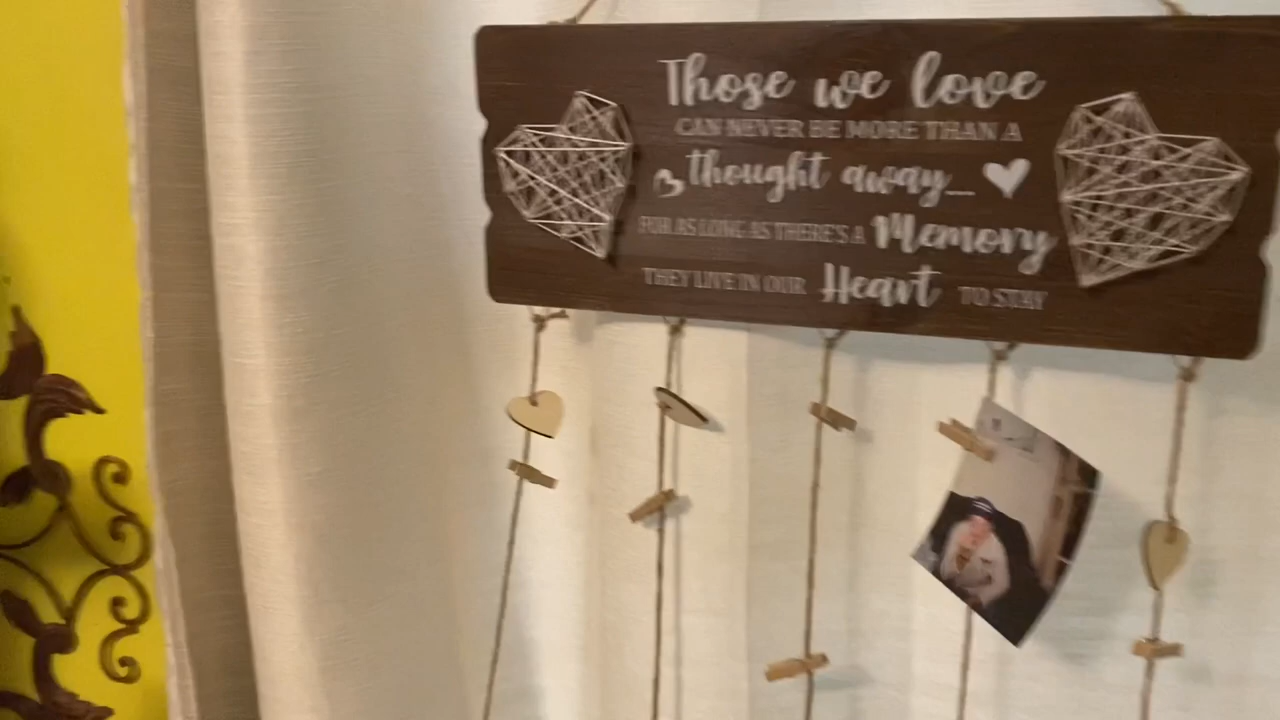 Those we love
CAN NEVER BE MORE THAN A
thought away...
FOR AS LONG AS THERE'S A Memory
THEY LIVE IN OUR Heart TO STAY